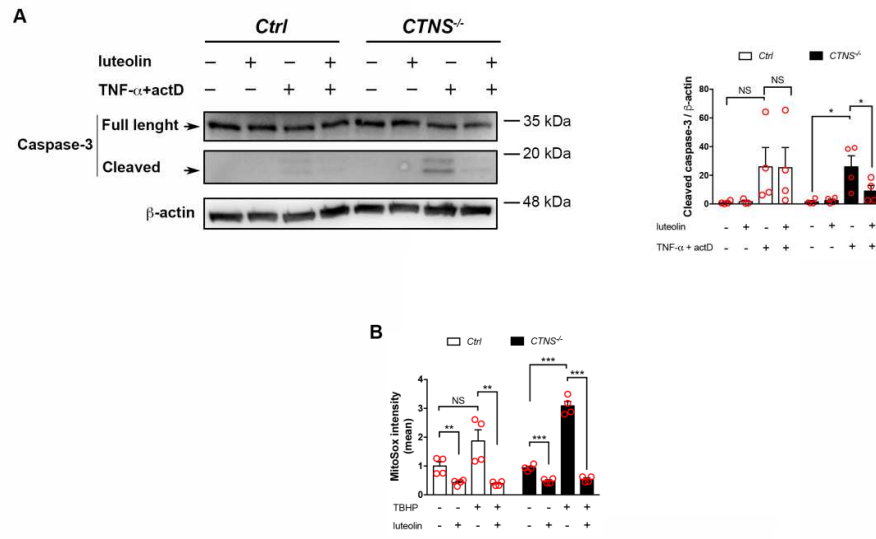 A
Ctrl CTNS-/-
luteolin − + − + − + − +
TNF-α+actD − − + + − − + +
Caspase-3
Full lenght 35 kDa
Cleaved 20 kDa
β-actin 48 kDa
Ctrl CTNS-/-
Cleaved caspase-3 / β-actin
80
60
40
20
0
NS NS * *
luteolin - + - + - + - +
TNF-α + actD - - + + - - + +
B
Ctrl CTNS-/-
MitoSox intensity
(mean)
4
3
2
1
0
** NS ** *** *** ***
TBHP - - + + - - + +
luteolin - + - + - + - +